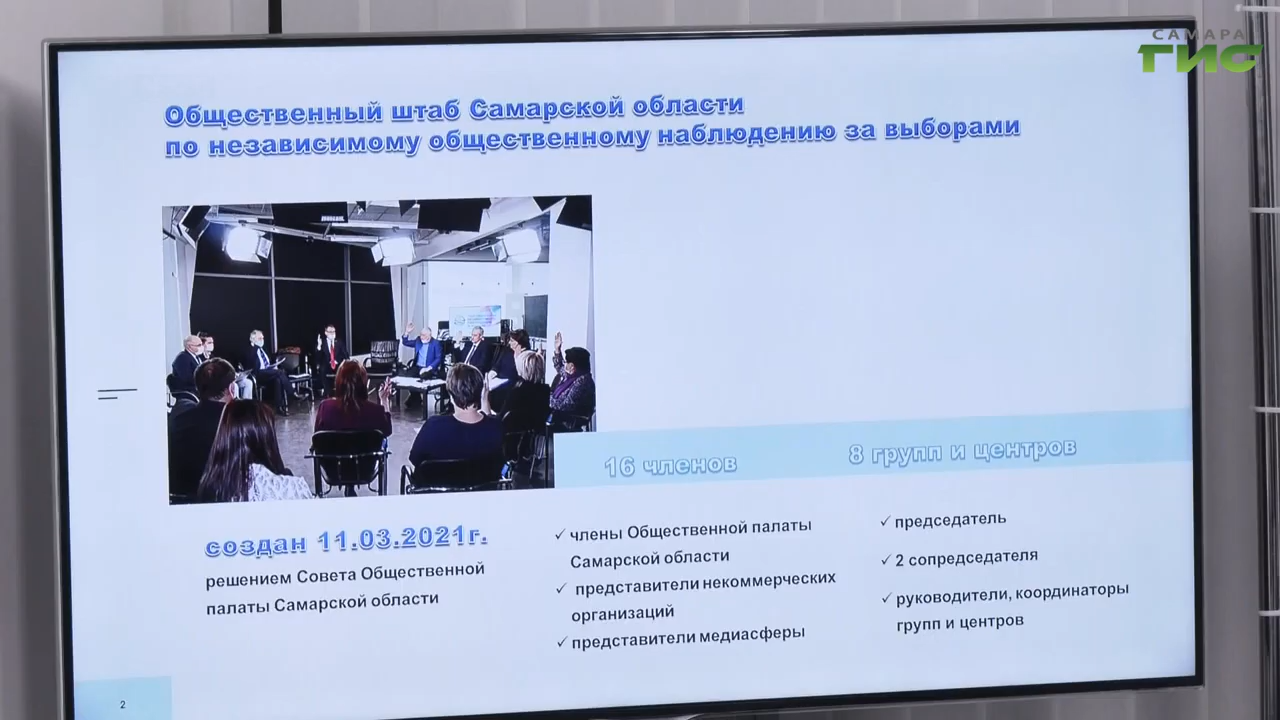 САМАРА
ГИС
Общественный штаб Самарской области
по независимому общественному наблюдению за выборами
16 членов
8 групп и центров
создан 11.03.2021г.
решением Совета Общественной
палаты Самарской области
✓ члены Общественной палаты
Самарской области
✓ представители некоммерческих
организаций
✓ представители медиасферы
✓ председатель
✓ 2 сопредседателя
✓ руководители, координаторы
групп и центров
2